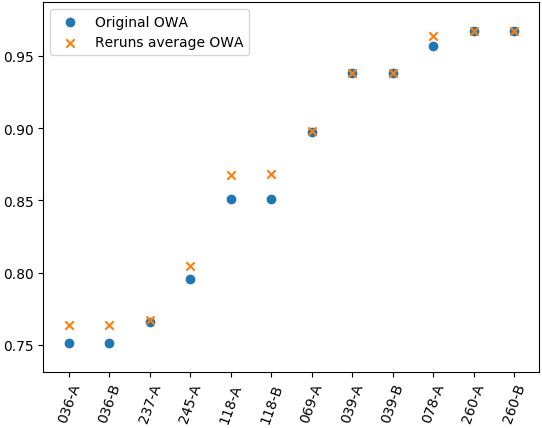 Original OWA
Reruns average OWA
0.95
0.90
0.85
0.80
0.75
036-A
036-B
237-A
245-A
118-A
118-B
069-A
039-A
039-B
078-A
260-A
260-B